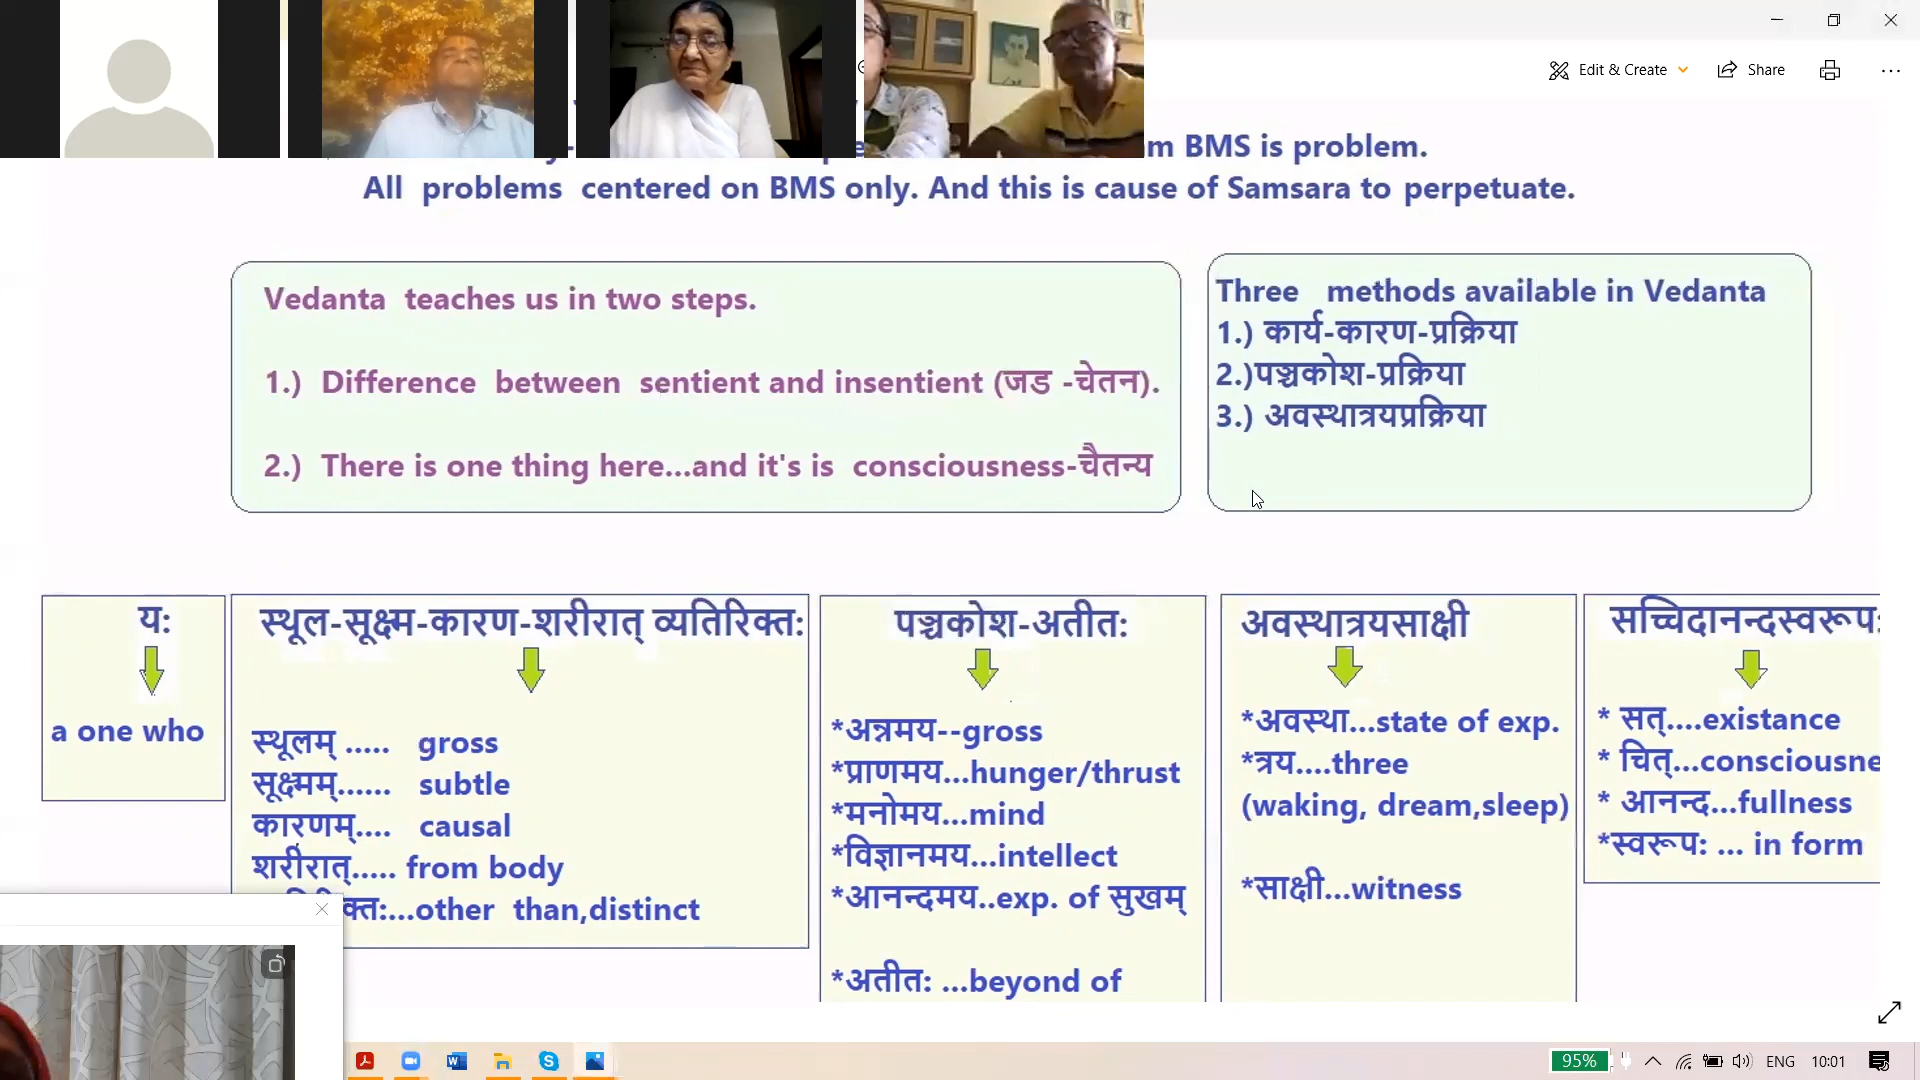 Edit & Create
Share
m BMS is problem.
All problems centered on BMS only. And this is cause of Samsara to perpetuate.
Vedanta teaches us in two steps.
1.) Difference between sentient and insentient (जड -चेतन).
2.) There is one thing here...and it's is consciousness-चैतन्य
Three methods available in Vedanta
1.) कार्य-कारण-प्रक्रिया
2.)पञ्चकोश-प्रक्रिया
3.) अवस्थात्रयप्रक्रिया
य:
a one who
स्थूल-सूक्ष्म-कारण-शरीरात् व्यतिरिक्त:
स्थूलम् ..... gross
सूक्ष्मम्...... subtle
कारणम्.... causal
शरीरात्..... from body
क्त:...other than,distinct
पञ्चकोश-अतीत:
*अन्नमय--gross
*प्राणमय...hunger/thrust
*मनोमय...mind
*विज्ञानमय...intellect
*आनन्दमय..exp. of सुखम्
*अतीत: ...beyond of
अवस्थात्रयसाक्षी
*अवस्था...state of exp.
*त्रय....three
(waking, dream,sleep)
*साक्षी...witness
सच्चिदानन्दस्वरूप:
* सत्....existance
* चित्...consciousne
* आनन्द...fullness
*स्वरूप: ... in form
95%
ENG
10:01